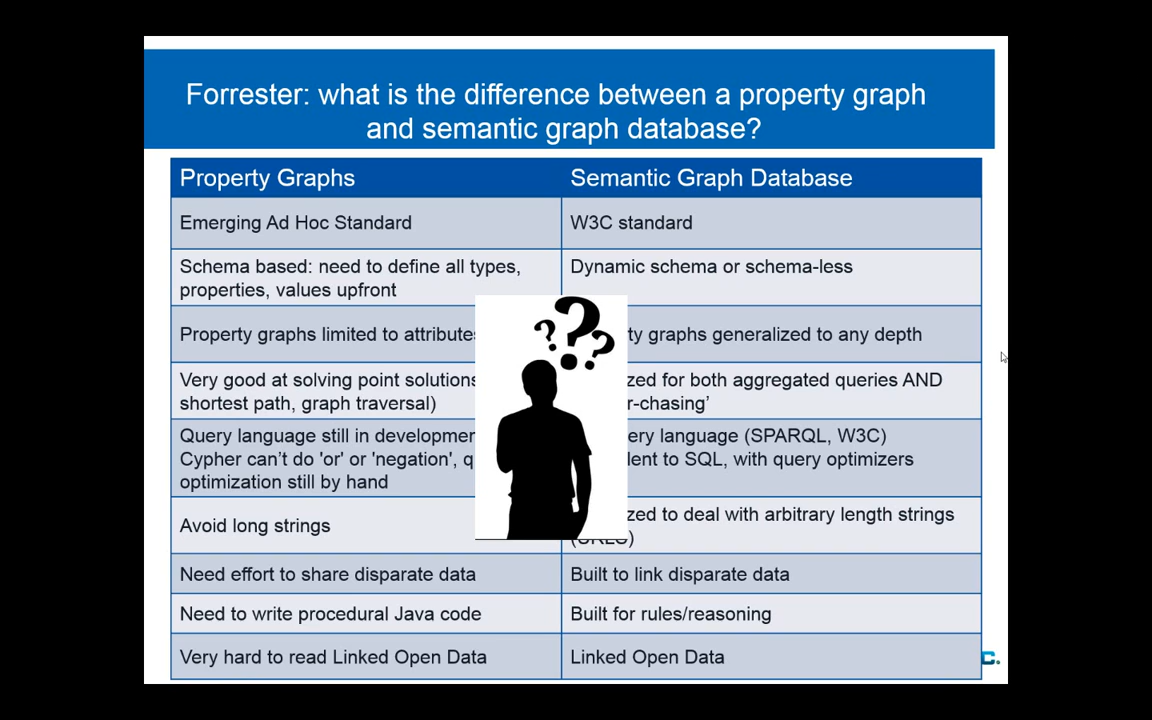 Forrester: what is the difference between a property graph
and semantic graph database?
Property Graphs
Semantic Graph Database
Emerging Ad Hoc Standard
W3C standard
Schema based: need to define all types,
properties, values upfront
Dynamic schema or schema-less
Property graphs limited to attributes
ty graphs generalized to any depth
Very good at solving point solutions
shortest path, graph traversal)
zed for both aggregated queries AND
r-chasing’
Query language still in developmen
Cypher can’t do 'or' or 'negation', q
optimization still by hand
ery language (SPARQL, W3C)
lent to SQL, with query optimizers
Avoid long strings
zed to deal with arbitrary length strings
Need effort to share disparate data
Built to link disparate data
Need to write procedural Java code
Built for rules/reasoning
Very hard to read Linked Open Data
Linked Open Data
C.